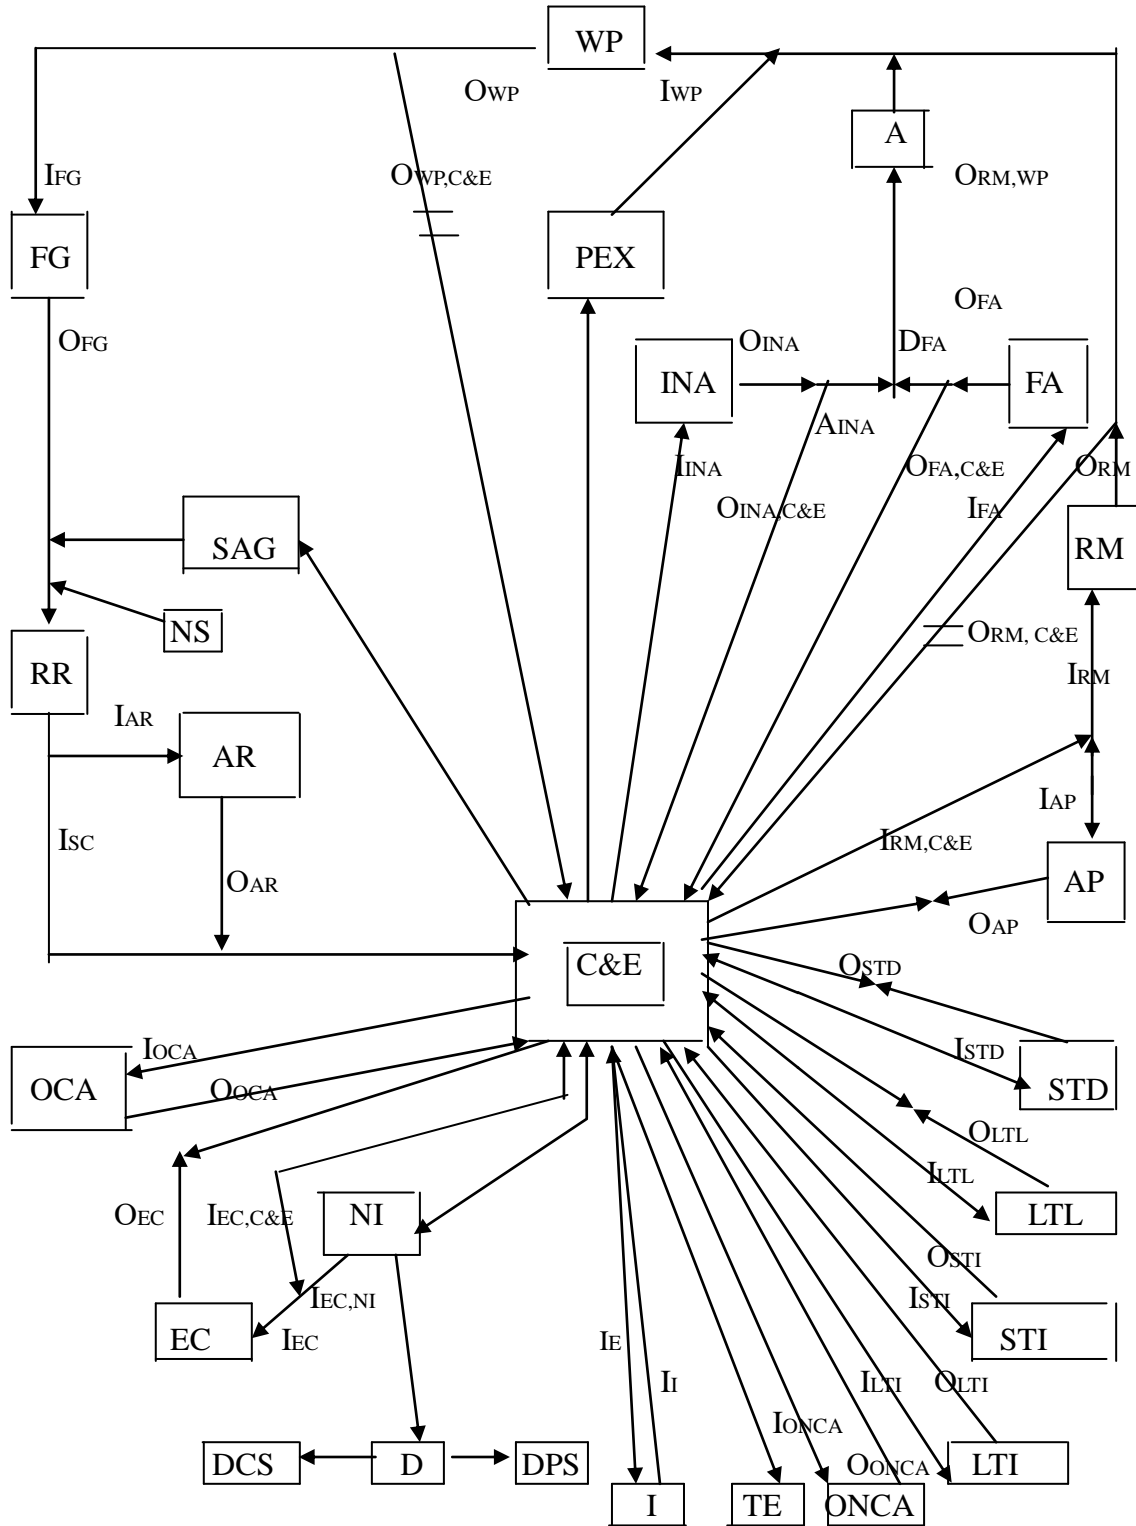 WP
OWP
IWP
A
IFG
OWP,C&E
ORM,WP
FG
PEX
OFA
OFG
OINA
DFA
INA
FA
AINA
IINA
OFA,C&E
ORM
OINA,C&E
IFA
SAG
RM
NS
ORM, C&E
RR
IRM
IAR
AR
IAP
ISC
IRM,C&E
OAR
AP
OAP
C&E
OSTD
IOCA
ISTD
OCA
OOCA
STD
OLTL
ILTL
OEC
IEC,C&E
NI
LTL
OSTI
IEC,NI
ISTI
EC
IEC
IE
STI
II
ILTI
OLTI
IONCA
DCS
D
DPS
OONCA
LTI
I
TE
ONCA